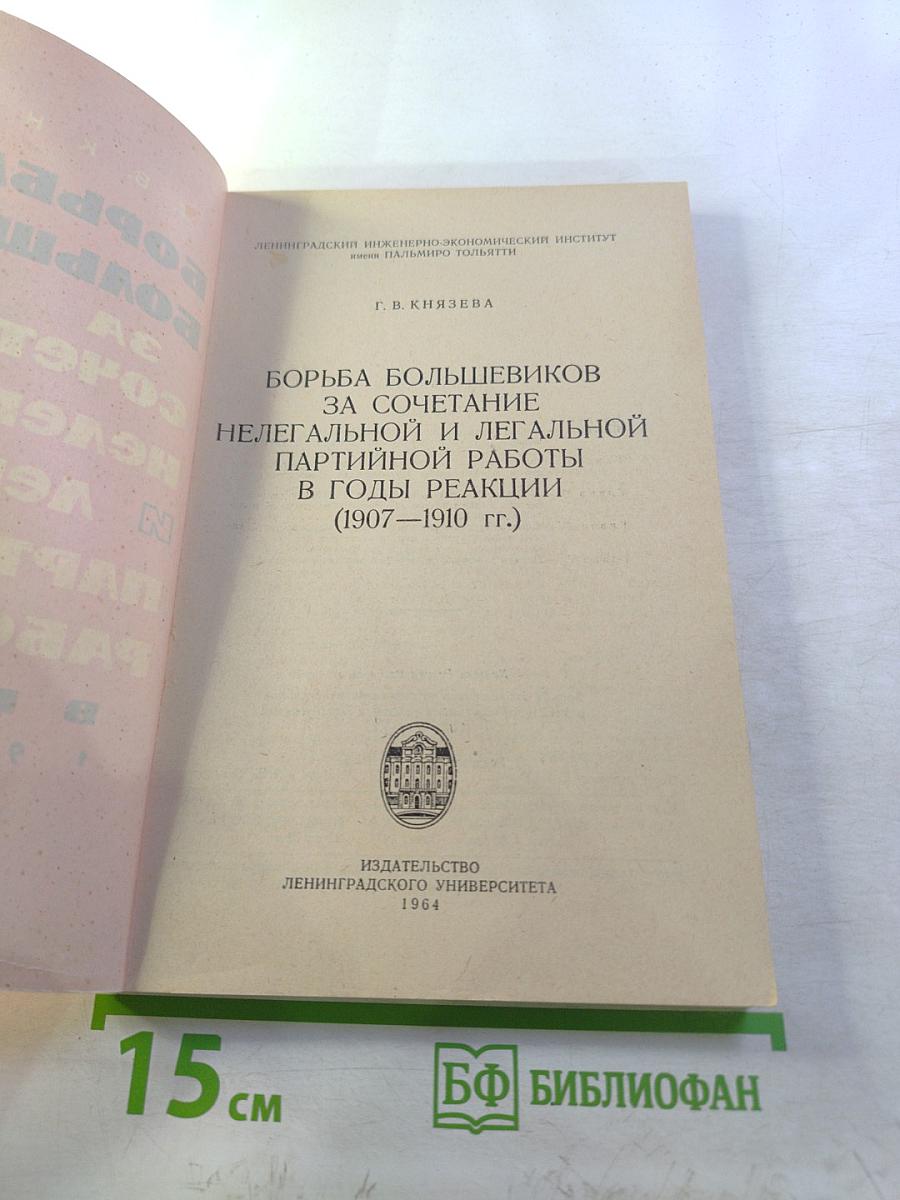 ЛЕНИНГРАДСКИЙ ИНЖЕНЕРНО-ЭКОНОМИЧЕСКИЙ ИНСТИТУТ
имени ПАЛЬМИРО ТОЛЬЯТТИ
Г. В. КНЯЗЕВА
БОРЬБА БОЛЬШЕВИКОВ
ЗА СОЧЕТАНИЕ
НЕЛЕГАЛЬНОЙ И ЛЕГАЛЬНОЙ
ПАРТИЙНОЙ РАБОТЫ
В ГОДЫ РЕАКЦИИ
(1907—1910 гг.)
ИЗДАТЕЛЬСТВО
ЛЕНИНГРАДСКОГО УНИВЕРСИТЕТА
1964
15 см
БФ БИБЛИОФАН